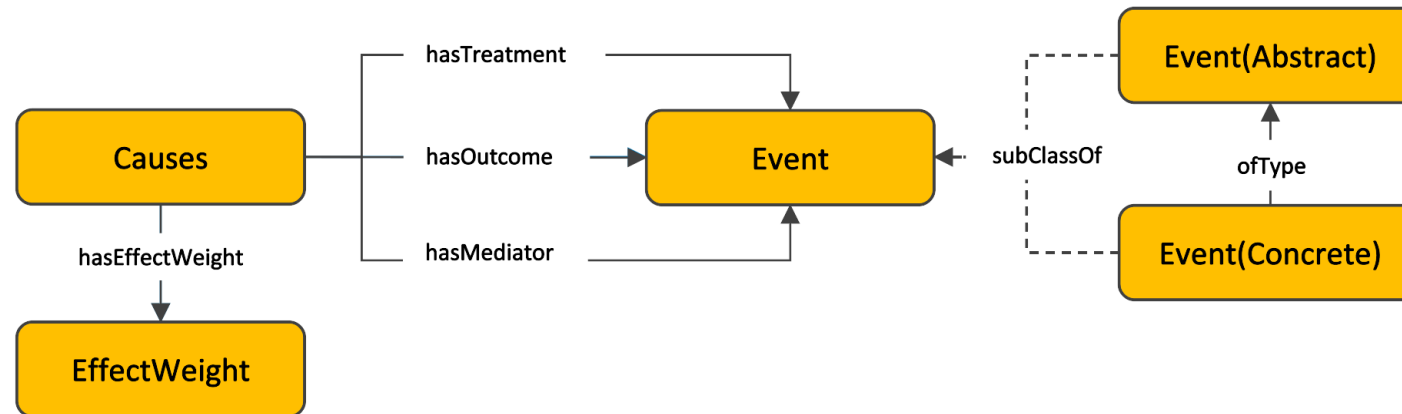 hasTreatment
Event(Abstract)
Causes
hasOutcome
Event
subClassOf
ofType
hasEffectWeight
hasMediator
Event(Concrete)
EffectWeight